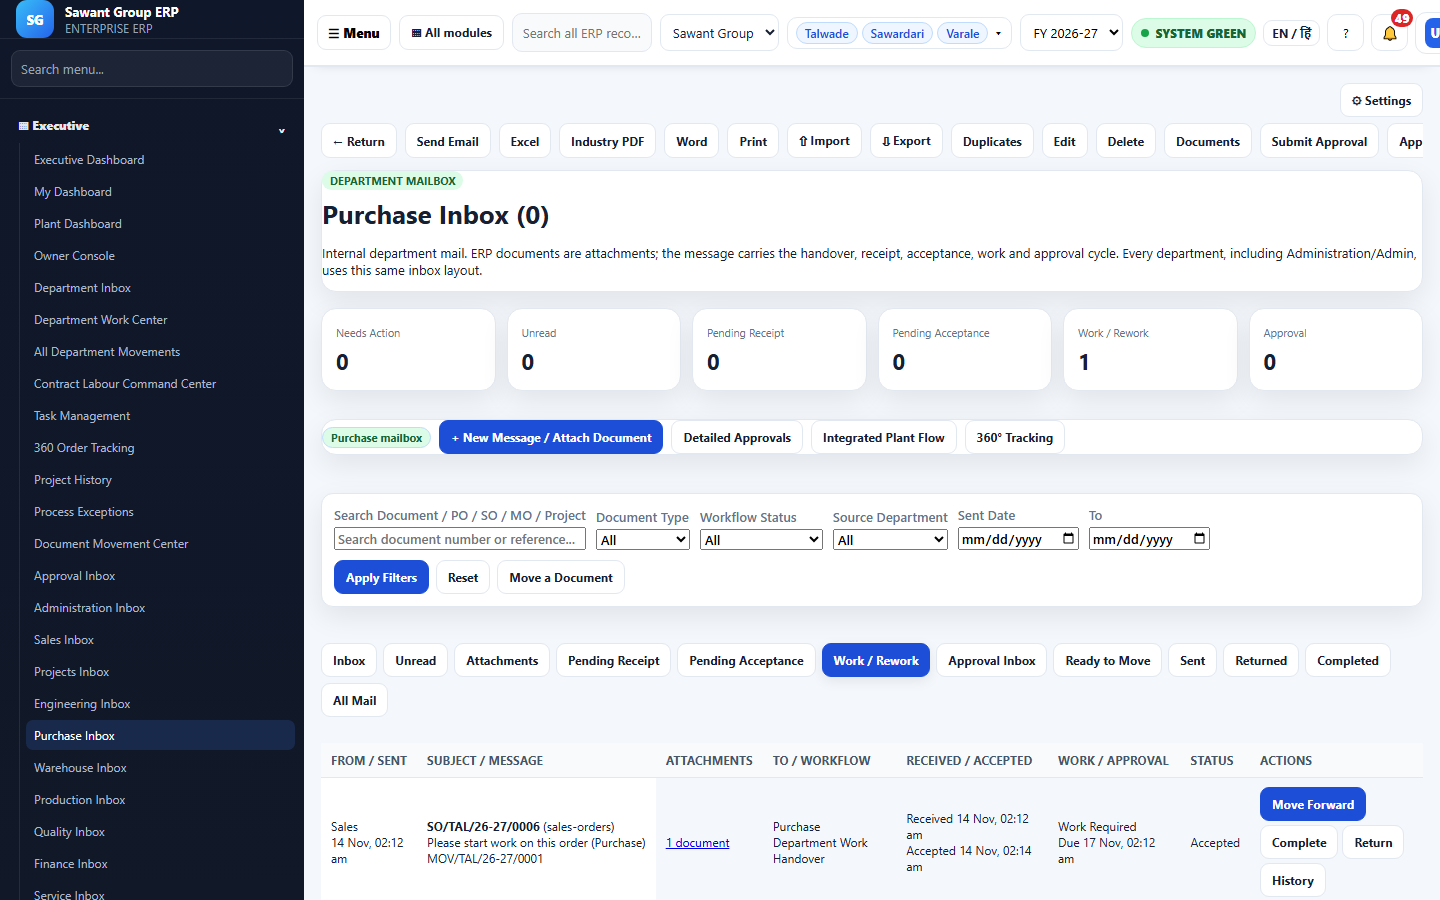 SG
Sawant Group ERP
ENTERPRISE ERP
Search menu...
Executive
Executive Dashboard
My Dashboard
Plant Dashboard
Owner Console
Department Inbox
Department Work Center
All Department Movements
Contract Labour Command Center
Task Management
360 Order Tracking
Project History
Process Exceptions
Document Movement Center
Approval Inbox
Administration Inbox
Sales Inbox
Projects Inbox
Engineering Inbox
Purchase Inbox
Warehouse Inbox
Production Inbox
Quality Inbox
Finance Inbox
Service Inbox
☰ Menu
All modules
Search all ERP reco...
Sawant Group
Talwade
Sawardari
Varale
FY 2026-27
SYSTEM GREEN
EN / हिं
?
49
U
⚙ Settings
← Return
Send Email
Excel
Industry PDF
Word
Print
⇧ Import
⇩ Export
Duplicates
Edit
Delete
Documents
Submit Approval
App
DEPARTMENT MAILBOX
Purchase Inbox (0)
Internal department mail. ERP documents are attachments; the message carries the handover, receipt, acceptance, work and approval cycle. Every department, including Administration/Admin,
uses this same inbox layout.
Needs Action
0
Unread
0
Pending Receipt
0
Pending Acceptance
0
Work / Rework
1
Approval
0
Purchase mailbox
+ New Message / Attach Document
Detailed Approvals
Integrated Plant Flow
360° Tracking
Search Document / PO / SO / MO / Project
Search document number or reference...
Document Type
All
Workflow Status
All
Source Department
All
Sent Date
mm/dd/yyyy
To
mm/dd/yyyy
Apply Filters
Reset
Move a Document
Inbox
Unread
Attachments
Pending Receipt
Pending Acceptance
Work / Rework
Approval Inbox
Ready to Move
Sent
Returned
Completed
All Mail
FROM / SENT
SUBJECT / MESSAGE
ATTACHMENTS
TO / WORKFLOW
RECEIVED / ACCEPTED
WORK / APPROVAL
STATUS
ACTIONS
Sales
14 Nov, 02:12
am
SO/TAL/26-27/0006 (sales-orders)
Please start work on this order (Purchase)
MOV/TAL/26-27/0001
1 document
Purchase
Department Work
Handover
Received 14 Nov, 02:12
am
Accepted 14 Nov, 02:14
am
Work Required
Due 17 Nov, 02:12
am
Accepted
Move Forward
Complete
Return
History